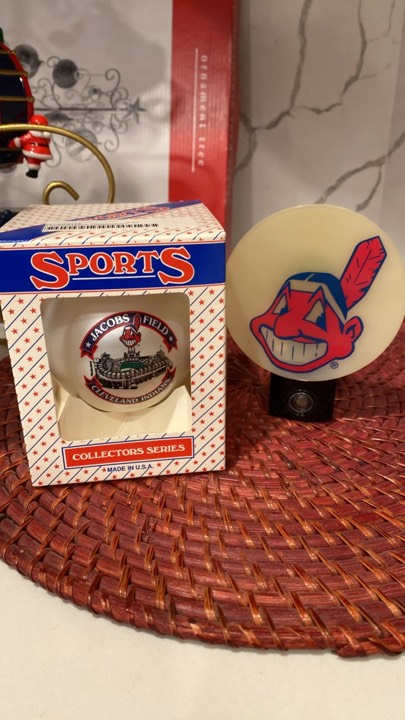 ornament tree
SPORTS
JACOBS FIELD
CLEVELAND INDIANS
COLLECTORS SERIES
MADE IN U.S.A.
®